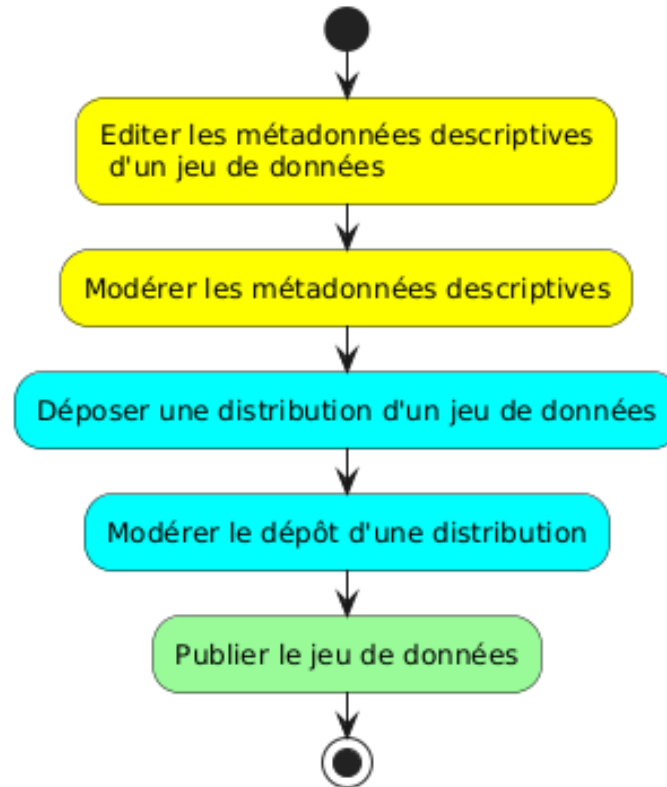 Editer les métadonnées descriptives
d'un jeu de données
Modérer les métadonnées descriptives
Déposer une distribution d'un jeu de données
Modérer le dépôt d'une distribution
Publier le jeu de données